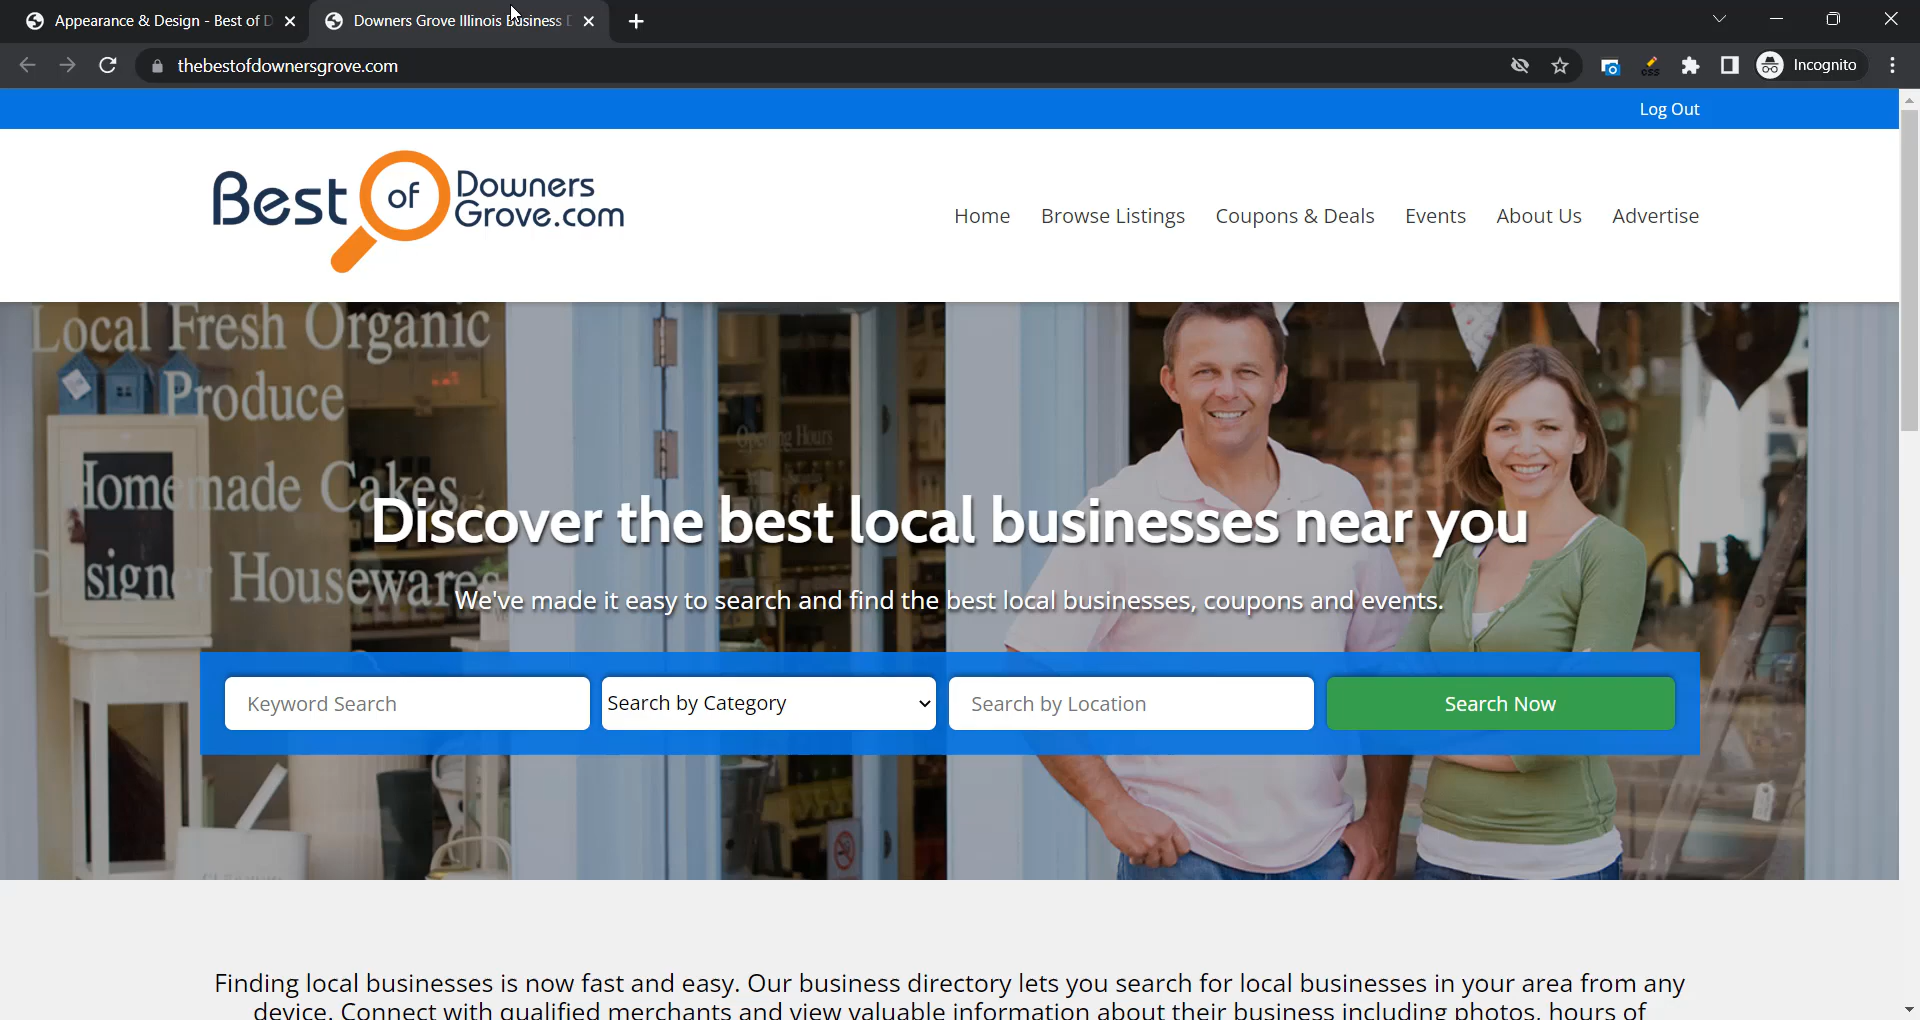 Appearance & Design - Best of D
Downers Grove Illinois Business D
thebestofdownersgrove.com
Incognito
Log Out
Best of Downers Grove.com
Home Browse Listings Coupons & Deals Events About Us Advertise
Local Fresh Organic
Produce
Homemade Cakes
Designer Housewares
Opening Hours
Discover the best local businesses near you
We've made it easy to search and find the best local businesses, coupons and events.
Keyword Search Search by Category Search by Location Search Now
Finding local businesses is now fast and easy. Our business directory lets you search for local businesses in your area from any
device. Connect with qualified merchants and view valuable information about their business including photos, hours of